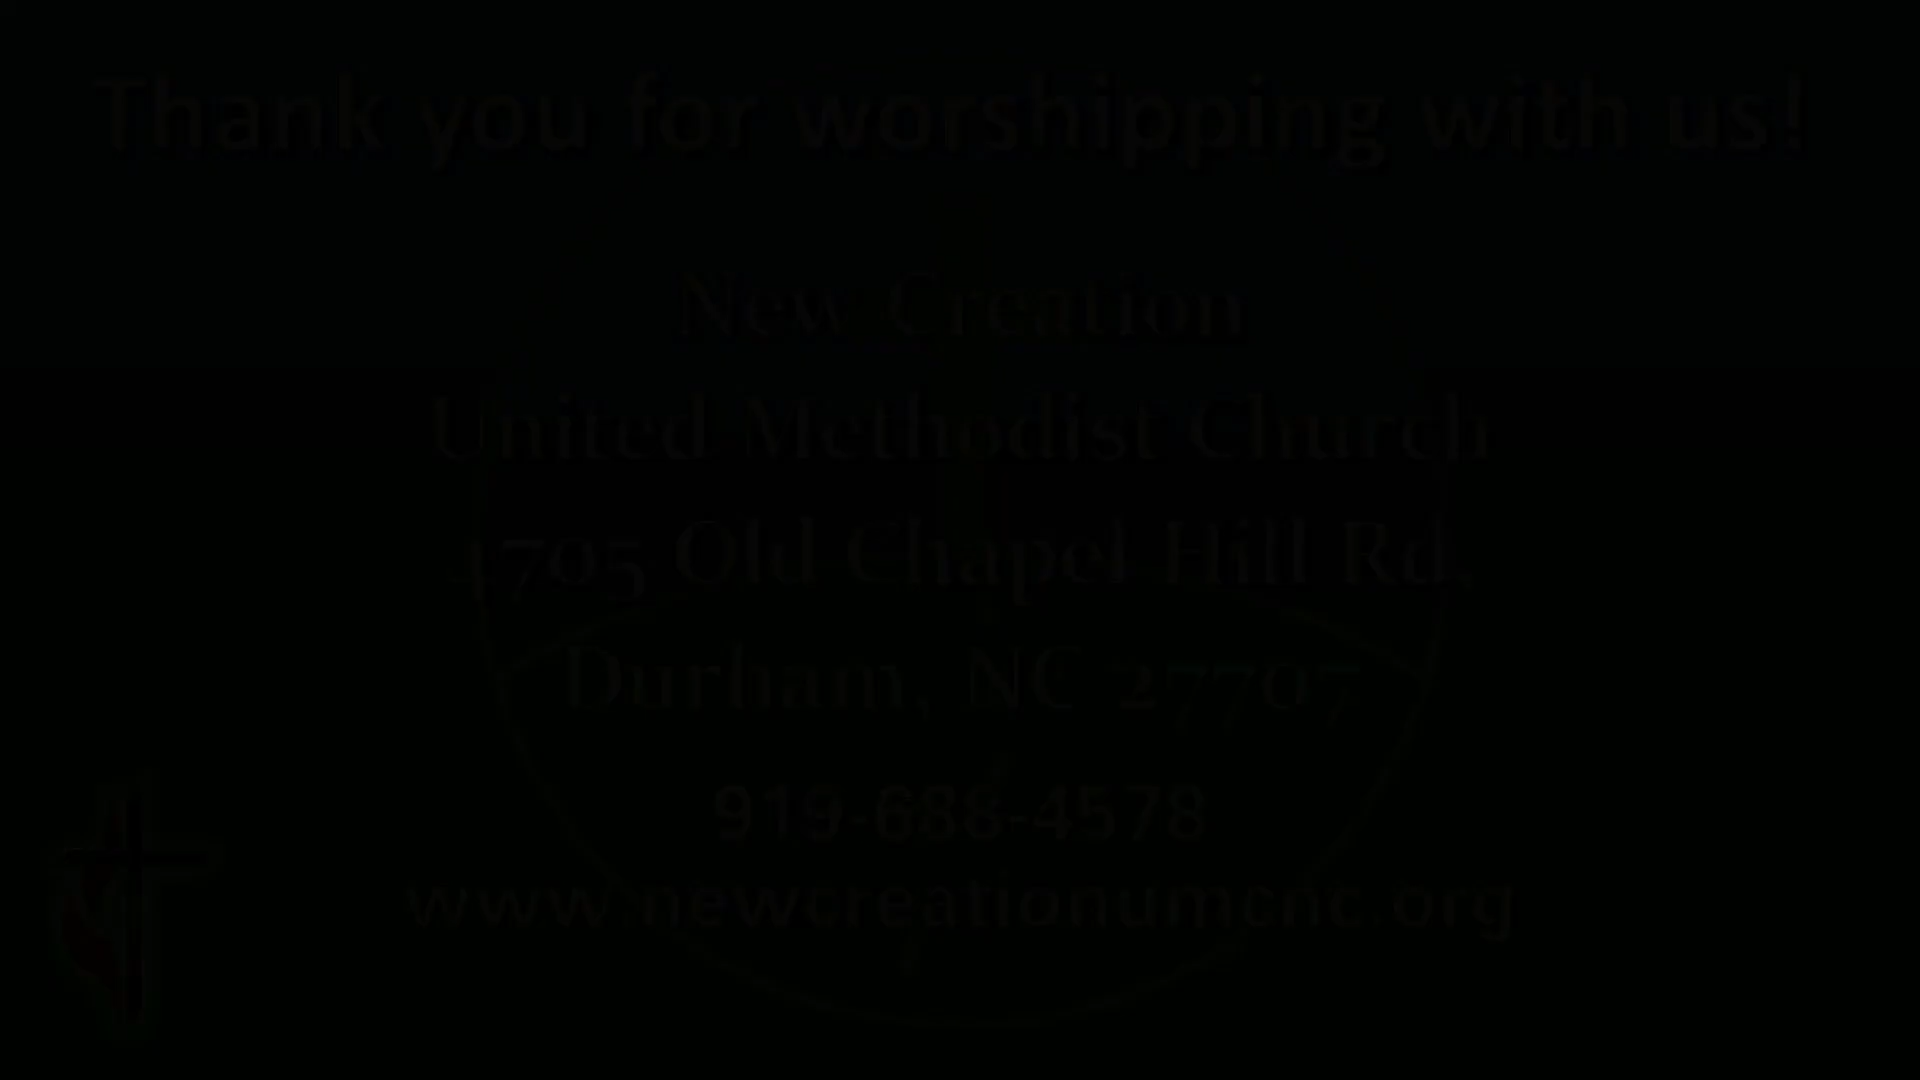 Thank you for worshipping with us!
New Creation
United Methodist Church
4705 Old Chapel Hill Rd.
Durham, NC 27707
919-688-4578
www.newcreationumcnc.org